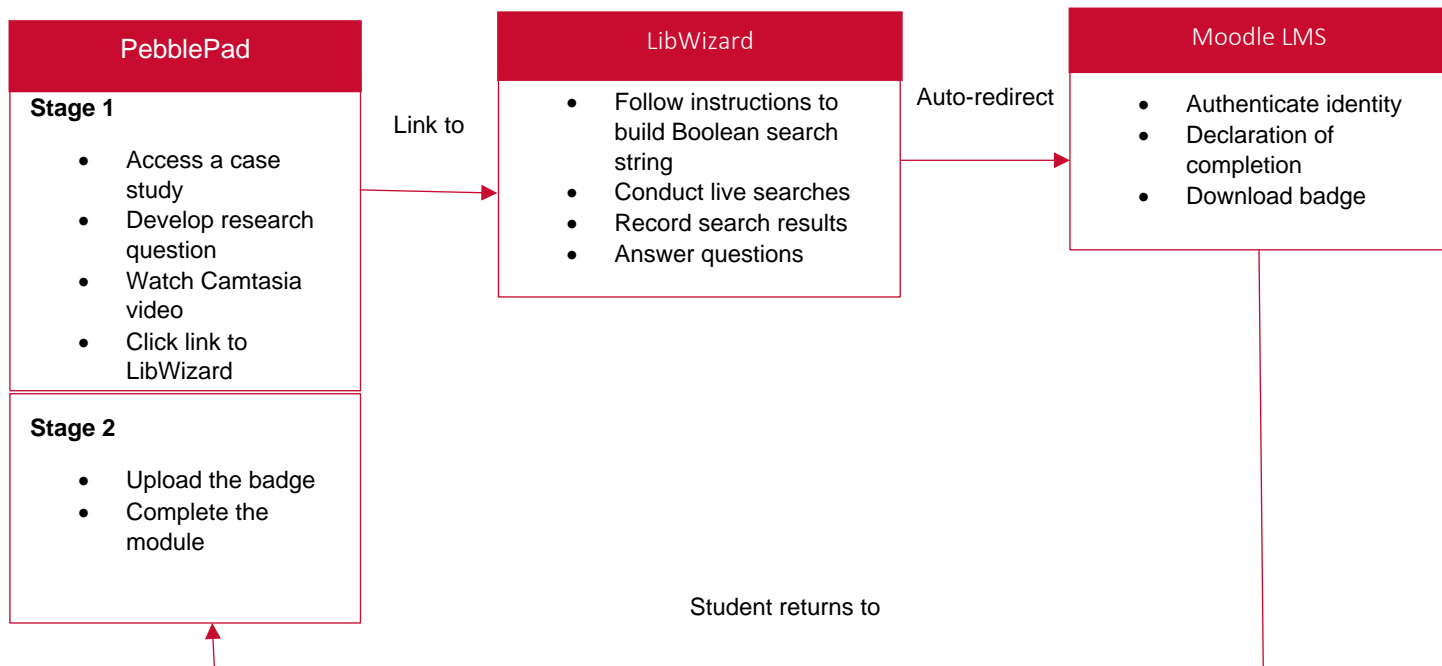 PebblePad
Stage 1
• Access a case
study
• Develop research
question
• Watch Camtasia
video
• Click link to
LibWizard
Stage 2
• Upload the badge
• Complete the
module
Link to
LibWizard
• Follow instructions to
build Boolean search
string
• Conduct live searches
• Record search results
• Answer questions
Auto-redirect
Moodle LMS
• Authenticate identity
• Declaration of
completion
• Download badge
Student returns to